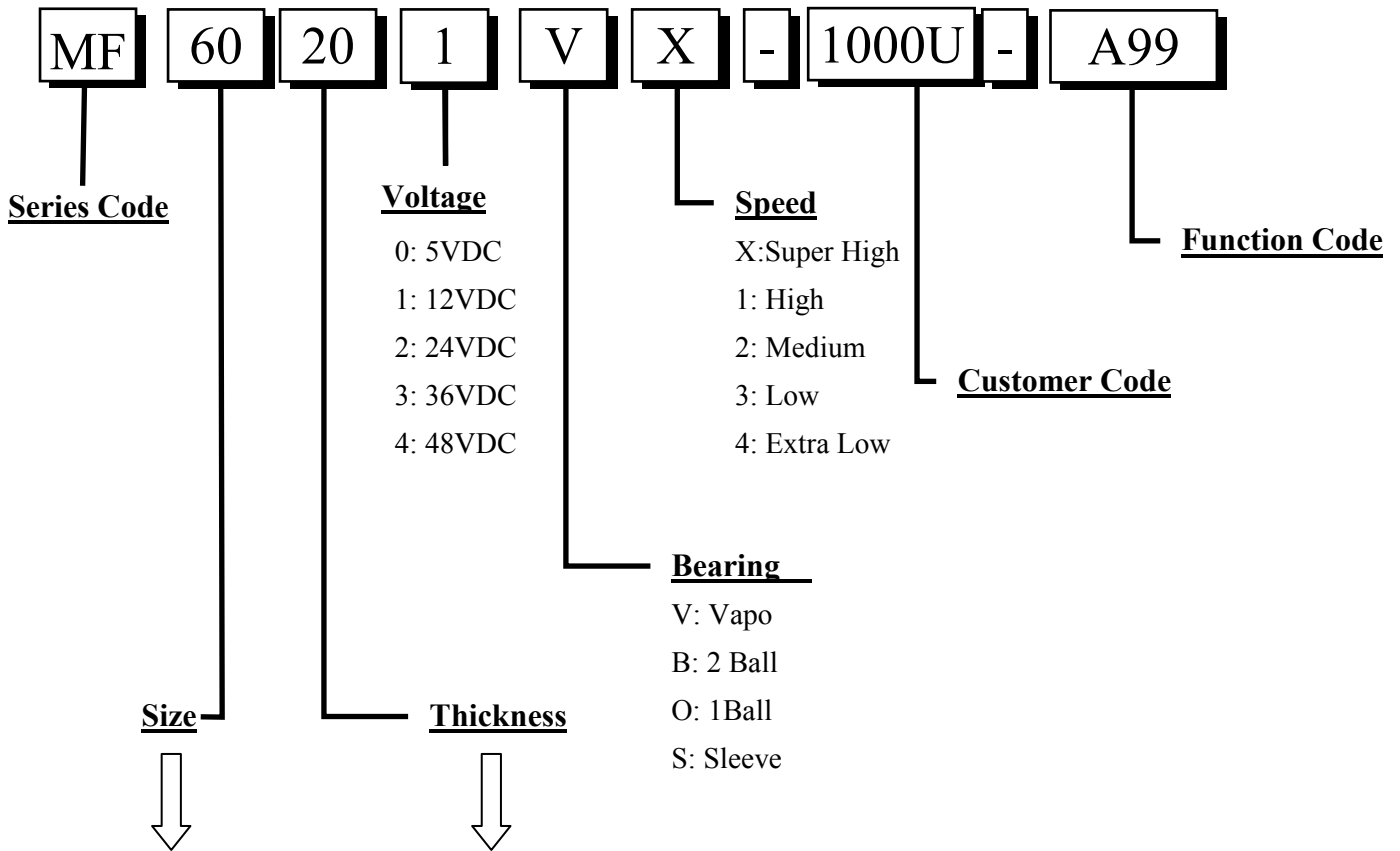 MF 60 20 1 V X - 1000U - A99
Series Code
Voltage
0: 5VDC
1: 12VDC
2: 24VDC
3: 36VDC
4: 48VDC
Speed
X:Super High
1: High
2: Medium
3: Low
4: Extra Low
Function Code
Customer Code
Bearing
V: Vapo
B: 2 Ball
O: 1Ball
S: Sleeve
Size
Thickness